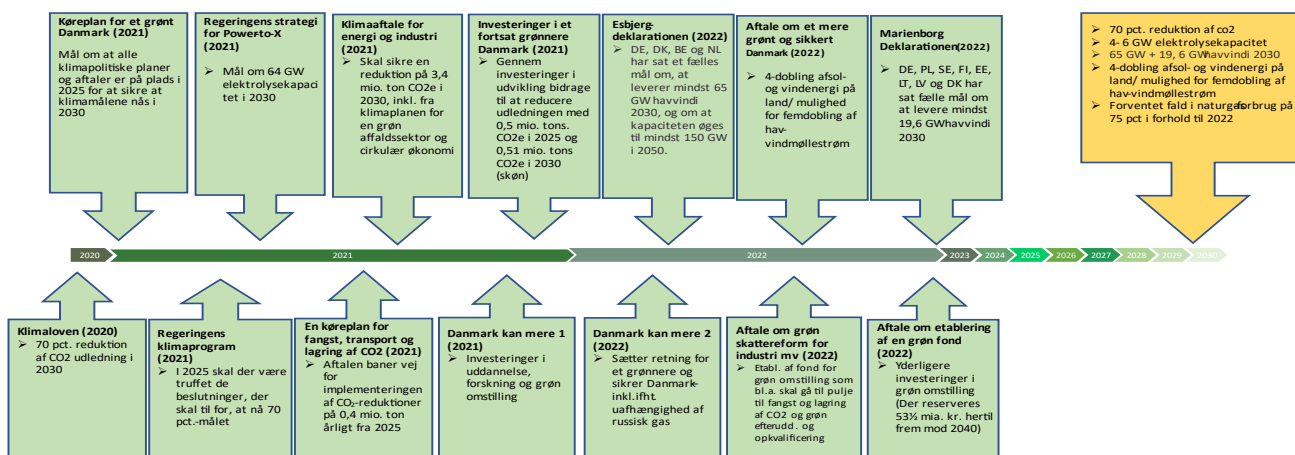 Køreplan for et grønt
Danmark (2021)
Mål om at alle
klimapolitiske planer
og aftaler er på plads i
2025 for at sikre at
klimamålene nås i
2030
Regeringens strategi
for Powerto-X
(2021)
➢ Mål om 64 GW
elektrolysekapaci
tet i 2030
Klimaaftale for
energi og industri
(2021)
➢ Skal sikre en
reduktion på 3,4
mio. ton CO2e i
2030, inkl. fra
klimaplanen for
en grøn
affaldssektor og
cirkulær økonomi
Investeringer i et
fortsat grønnere
Danmark (2021)
➢ Gennem
investeringer i
udvikling bidrage
til at reducere
udledningen med
0,5 mio. tons.
CO2e i 2025 og
0,51 mio. tons
CO2e i 2030
(skøn)
Esbjerg-
deklarationen (2022)
➢ DE, DK, BE og NL
har sat et fælles
mål om, at
leverer mindst 65
GW havvindi
2030, og om at
kapaciteten øges
til mindst 150 GW
i 2050.
Aftale om et mere
grønt og sikkert
Danmark (2022)
➢ 4-dobling afsol-
og vindenergi på
land/ mulighed for
femdobling af
hav-
vindmøllestrøm
Marienborg
Deklarationen(2022)
➢ DE, PL, SE, FI, EE,
LT, LV og DK har
sat fælle mål om
at levere mindst
19,6 GWhavvindi
2030
➢ 70 pct. reduktion af co2
➢ 4- 6 GW elektrolysekapacitet
➢ 65 GW + 19, 6 GWhavvindi 2030
➢ 4-dobling afsol- og vindenergi på
land/ mulighed for femdobling af
hav-vindmøllestrøm
➢ Forventet fald i naturgasforbrug på
75 pct i forhold til 2022
2020 2021 2022 2023 2024 2025 2026 2027 2028 2029 2030
Klimaloven (2020)
➢ 70 pct. reduktion
af CO2 udledning i
2030
Regeringens
klimaprogram
(2021)
➢ I 2025 skal der være
truffet de
beslutninger, der
skal til for, at nå 70
pct.-målet
En køreplan for
fangst, transport og
lagring af CO2 (2021)
➢ Aftalen baner vej
for
implementeringen
af CO₂-reduktioner
på 0,4 mio. ton
årligt fra 2025
Danmark kan mere 1
(2021)
➢ Investeringer i
uddannelse,
forskning og grøn
omstilling
Danmark kan mere 2
(2022)
➢ Sætter retning for
et grønnere og
sikrere Danmark-
inkl.ifht.
uafhængighed af
russisk gas
Aftale om grøn
skattereform for
industri mv (2022)
➢ Etabl. af fond for
grøn omstilling som
bl.a. skal gå til pulje
til fangst og lagring
af CO2 og grøn
efterudd. og
opkvalificering
Aftale om etablering
af en grøn fond
(2022)
➢ Yderligere
investeringer i
grøn omstilling
(Der reserveres
53½ mia. kr. hertil
frem mod 2040)